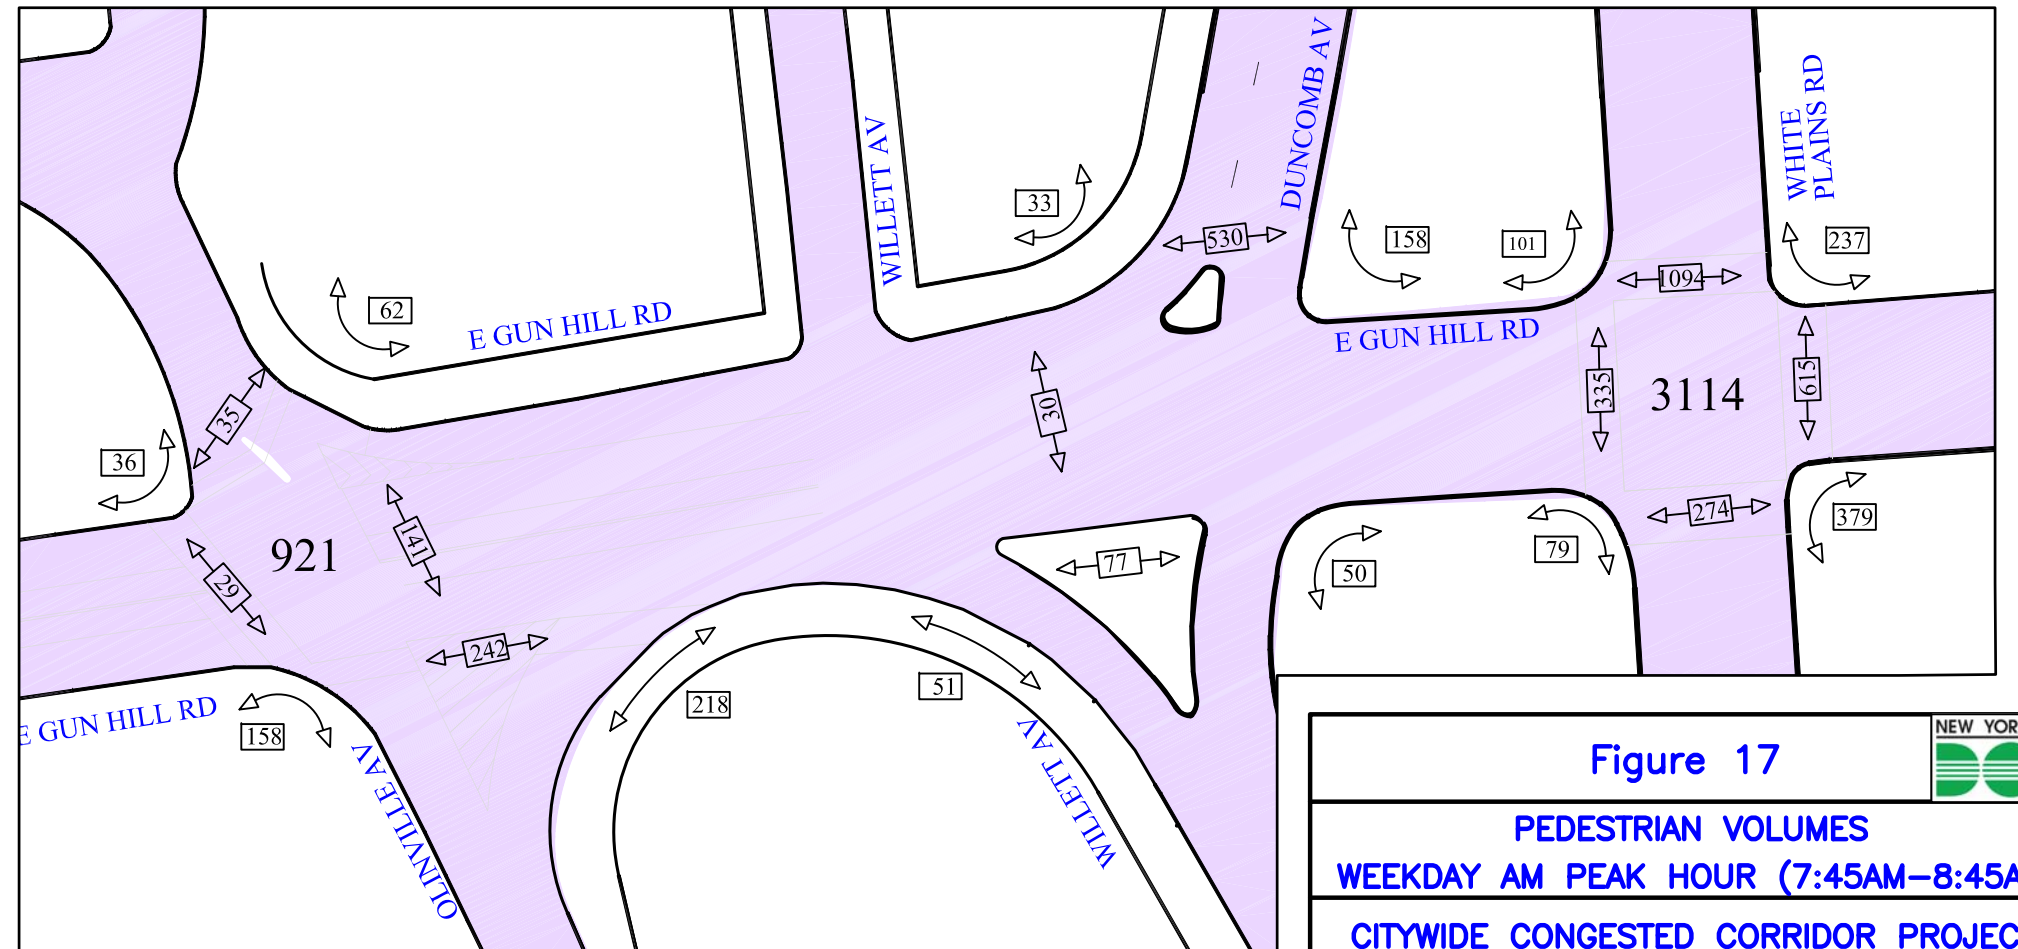 DUNCOMB AV
WHITE
PLAINS RD
WILLETT AV
33
530
158
101
237
1094
62
E GUN HILL RD
E GUN HILL RD
35
30
335
3114
615
36
141
921
29
77
274
379
50
79
242
218
51
E GUN HILL RD
158
OLINVILLE AV
WILLETT AV
Figure 17
NEW YOR
PEDESTRIAN VOLUMES
WEEKDAY AM PEAK HOUR (7:45AM-8:45A
CITYWIDE CONGESTED CORRIDOR PROJEC